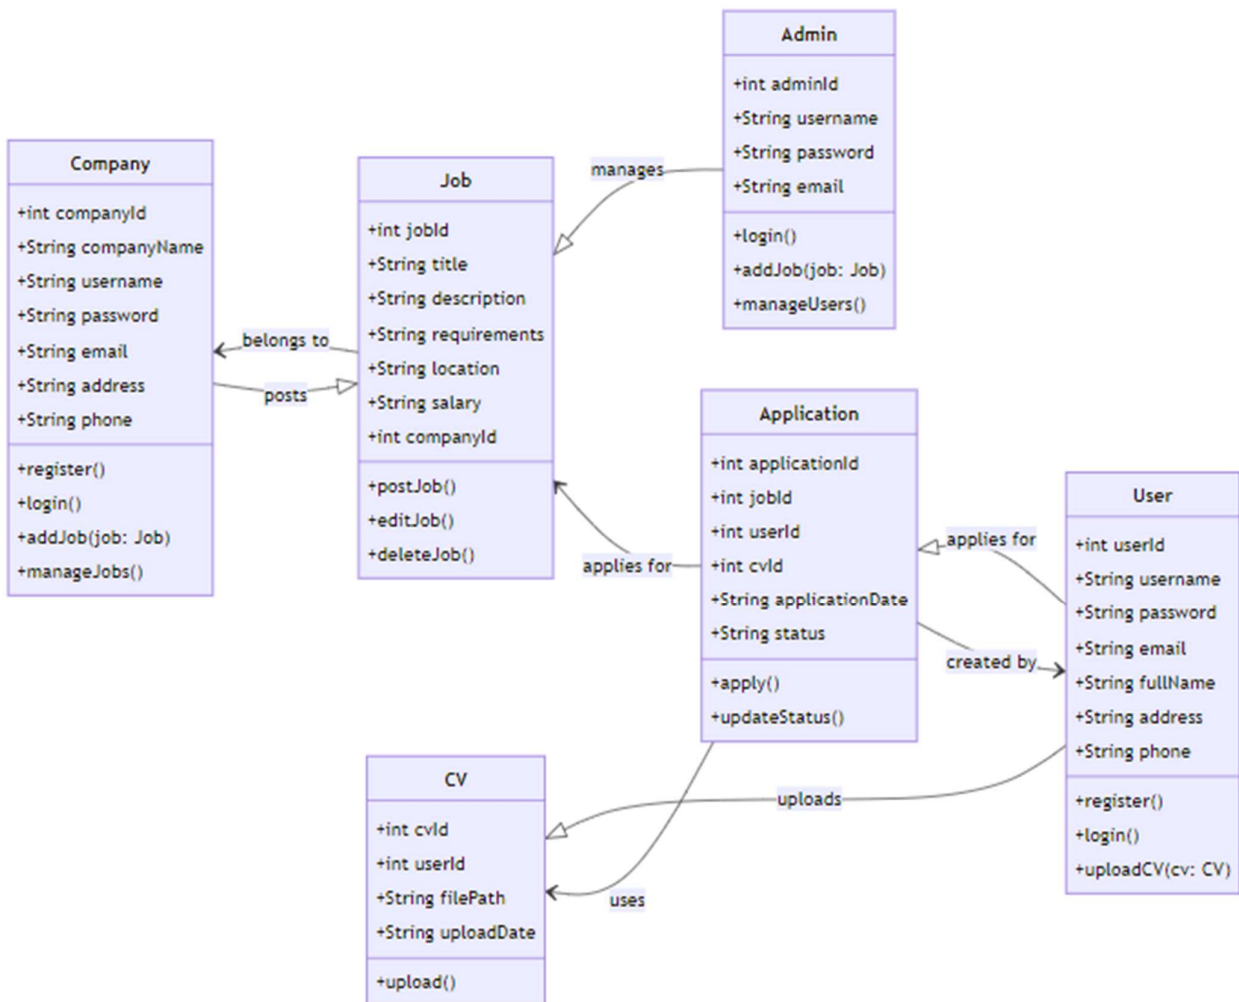 Admin
+int adminId
+String username
+String password
+String email
+login()
+addJob(job: Job)
+manageUsers()
Company
+int companyId
+String companyName
+String username
+String password
+String email
+String address
+String phone
+register()
+login()
+addJob(job: Job)
+manageJobs()
Job
+int jobId
+String title
+String description
+String requirements
+String location
+String salary
+int companyId
+postJob()
+editJob()
+deleteJob()
manages
belongs to
posts
Application
+int applicationId
+int jobId
+int userId
+int cvId
+String applicationDate
+String status
+apply()
+updateStatus()
applies for
applies for
created by
User
+int userId
+String username
+String password
+String email
+String fullName
+String address
+String phone
+register()
+login()
+uploadCV(cv: CV)
CV
+int cvId
+int userId
+String filePath
+String uploadDate
+upload()
uploads
uses